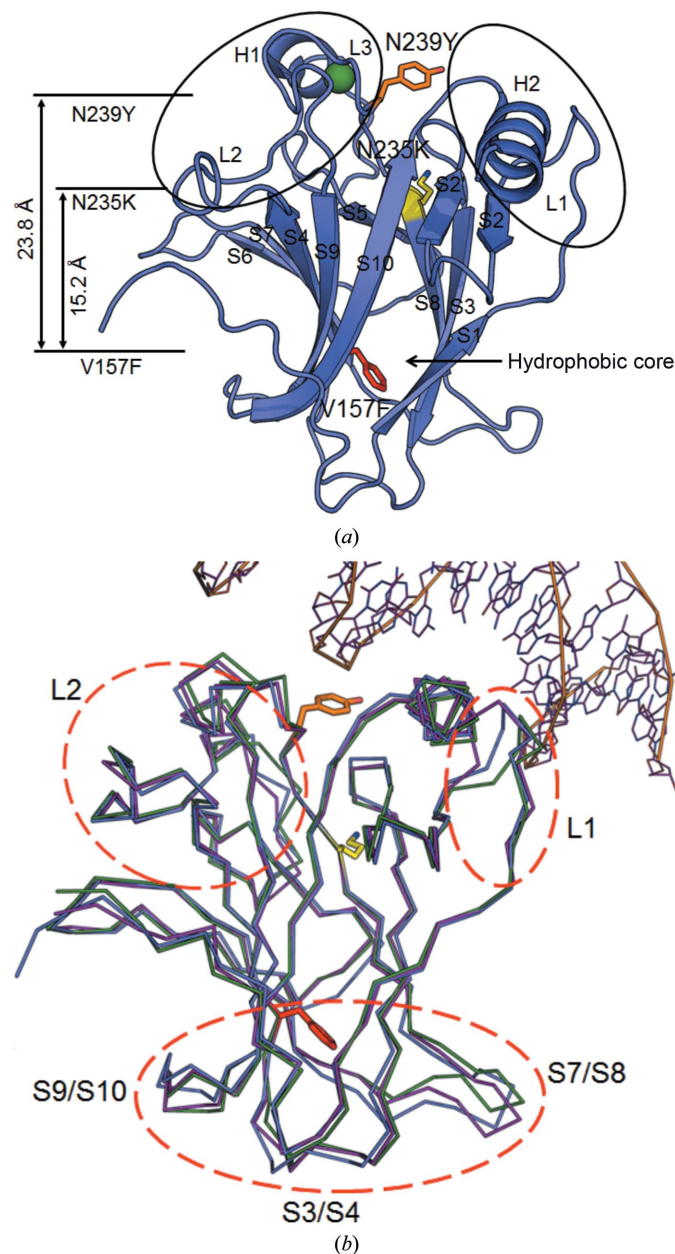 H1
L3
N239Y
H2
N239Y
L2
N235K
N235K
S2
S2
L1
S5
S7
S4
S9
S6
S10
S8
S3
S1
23.8 Å
15.2 Å
V157F
Hydrophobic core
V157F
(a)
L2
L1
S9/S10
S7/S8
S3/S4
(b)